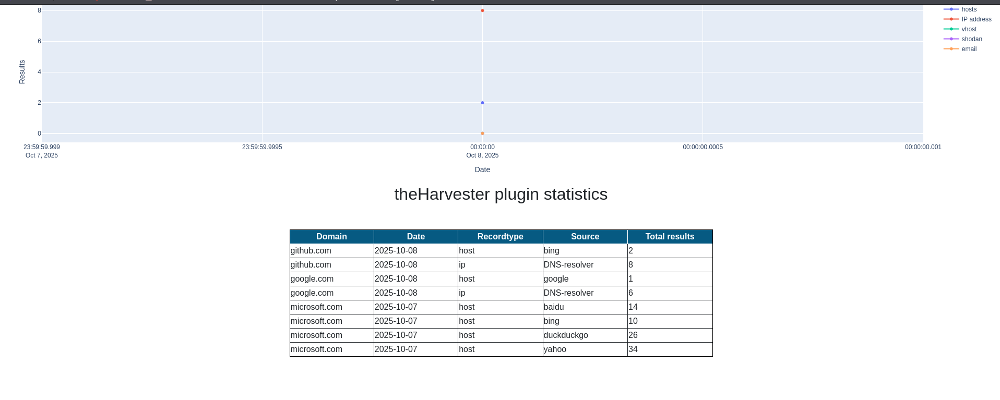 8
hosts
IP address
6
vhost
shodan
email
Results
4
2
0
23:59:59.999 23:59:59.9995 00:00:00 00:00:00.0005 00:00:00.001
Oct 7, 2025 Oct 8, 2025
Date
theHarvester plugin statistics
Domain Date Recordtype Source Total results
github.com 2025-10-08 host bing 2
github.com 2025-10-08 ip DNS-resolver 8
google.com 2025-10-08 host google 1
google.com 2025-10-08 ip DNS-resolver 6
microsoft.com 2025-10-07 host baidu 14
microsoft.com 2025-10-07 host bing 10
microsoft.com 2025-10-07 host duckduckgo 26
microsoft.com 2025-10-07 host yahoo 34